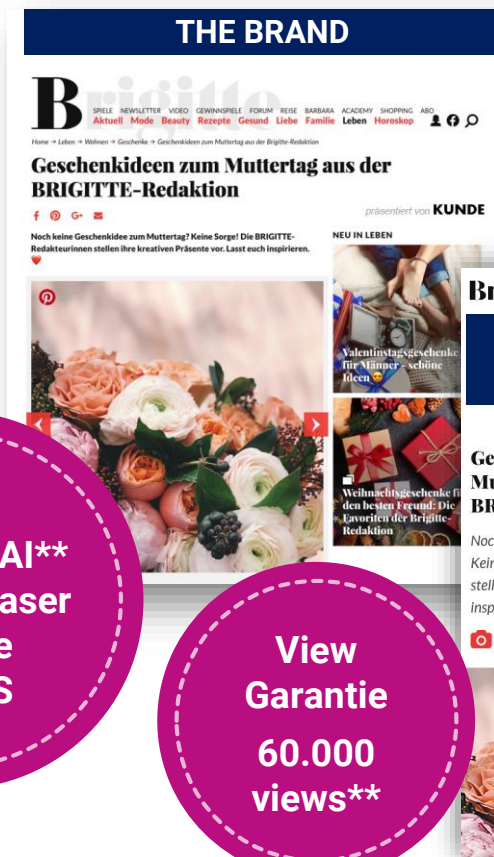 THE BRAND
Brigitte
SPIELE NEWSLETTER VIDEO GEWINNSPIELE FORUM REISE BARBARA ACADEMY SHOPPING ABO
Aktuell Mode Beauty Rezepte Gesund Liebe Familie Leben Horoskop
Home → Leben → Wohnen → Geschenke → Geschenkideen zum Muttertag aus der Brigitte-Redaktion
Geschenkideen zum Muttertag aus der
BRIGITTE-Redaktion
präsentiert von KUNDE
Noch keine Geschenkidee zum Muttertag? Keine Sorge! Die BRIGITTE-
Redakteurinnen stellen ihre kreativen Präsente vor. Lasst euch inspirieren.
NEU IN LEBEN
Valentinstagsgeschenke
für Männer - schöne
Ideen
Weihnachtsgeschenke fü
den besten Freund: Die
Favoriten der Brigitte-
Redaktion
Br
Ge
Mu
BR
Noc
Kein
stell
insp
AI**
aser
e
S
View
Garantie
60.000
views**